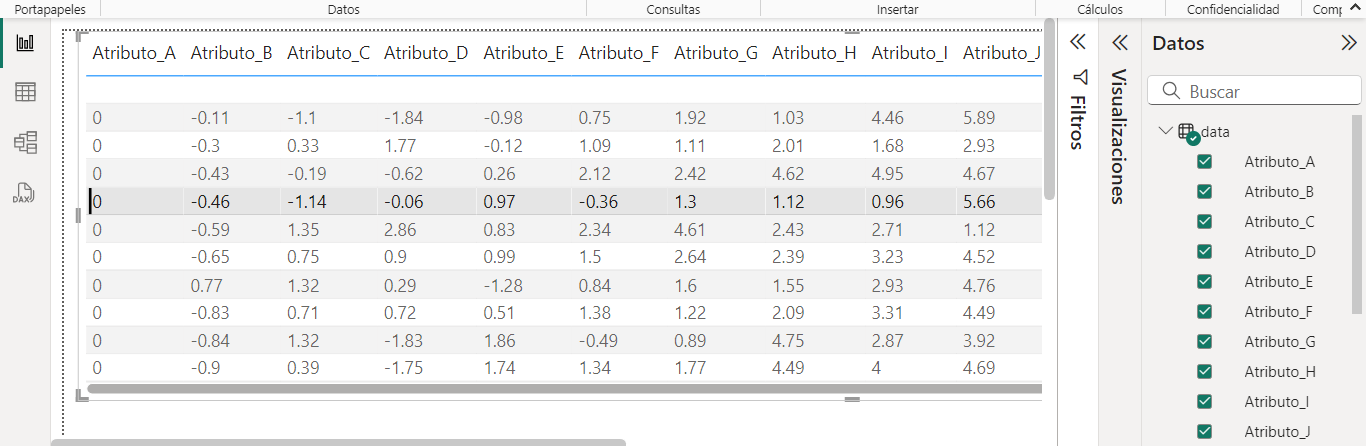 Portapapeles Datos Consultas Insertar Cálculos Confidencialidad Comp
Atributo_A Atributo_B Atributo_C Atributo_D Atributo_E Atributo_F Atributo_G Atributo_H Atributo_I Atributo_J
0 -0.11 -1.1 -1.84 -0.98 0.75 1.92 1.03 4.46 5.89
0 -0.3 0.33 1.77 -0.12 1.09 1.11 2.01 1.68 2.93
0 -0.43 -0.19 -0.62 0.26 2.12 2.42 4.62 4.95 4.67
0 -0.46 -1.14 -0.06 0.97 -0.36 1.3 1.12 0.96 5.66
0 -0.59 1.35 2.86 0.83 2.34 4.61 2.43 2.71 1.12
0 -0.65 0.75 0.9 0.99 1.5 2.64 2.39 3.23 4.52
0 0.77 1.32 0.29 -1.28 0.84 1.6 1.55 2.93 4.76
0 -0.83 0.71 0.72 0.51 1.38 1.22 2.09 3.31 4.49
0 -0.84 1.32 -1.83 1.86 -0.49 0.89 4.75 2.87 3.92
0 -0.9 0.39 -1.75 1.74 1.34 1.77 4.49 4 4.69
DAX
Filtros
Visualizaciones
Datos
Buscar
data
Atributo_A
Atributo_B
Atributo_C
Atributo_D
Atributo_E
Atributo_F
Atributo_G
Atributo_H
Atributo_I
Atributo_J